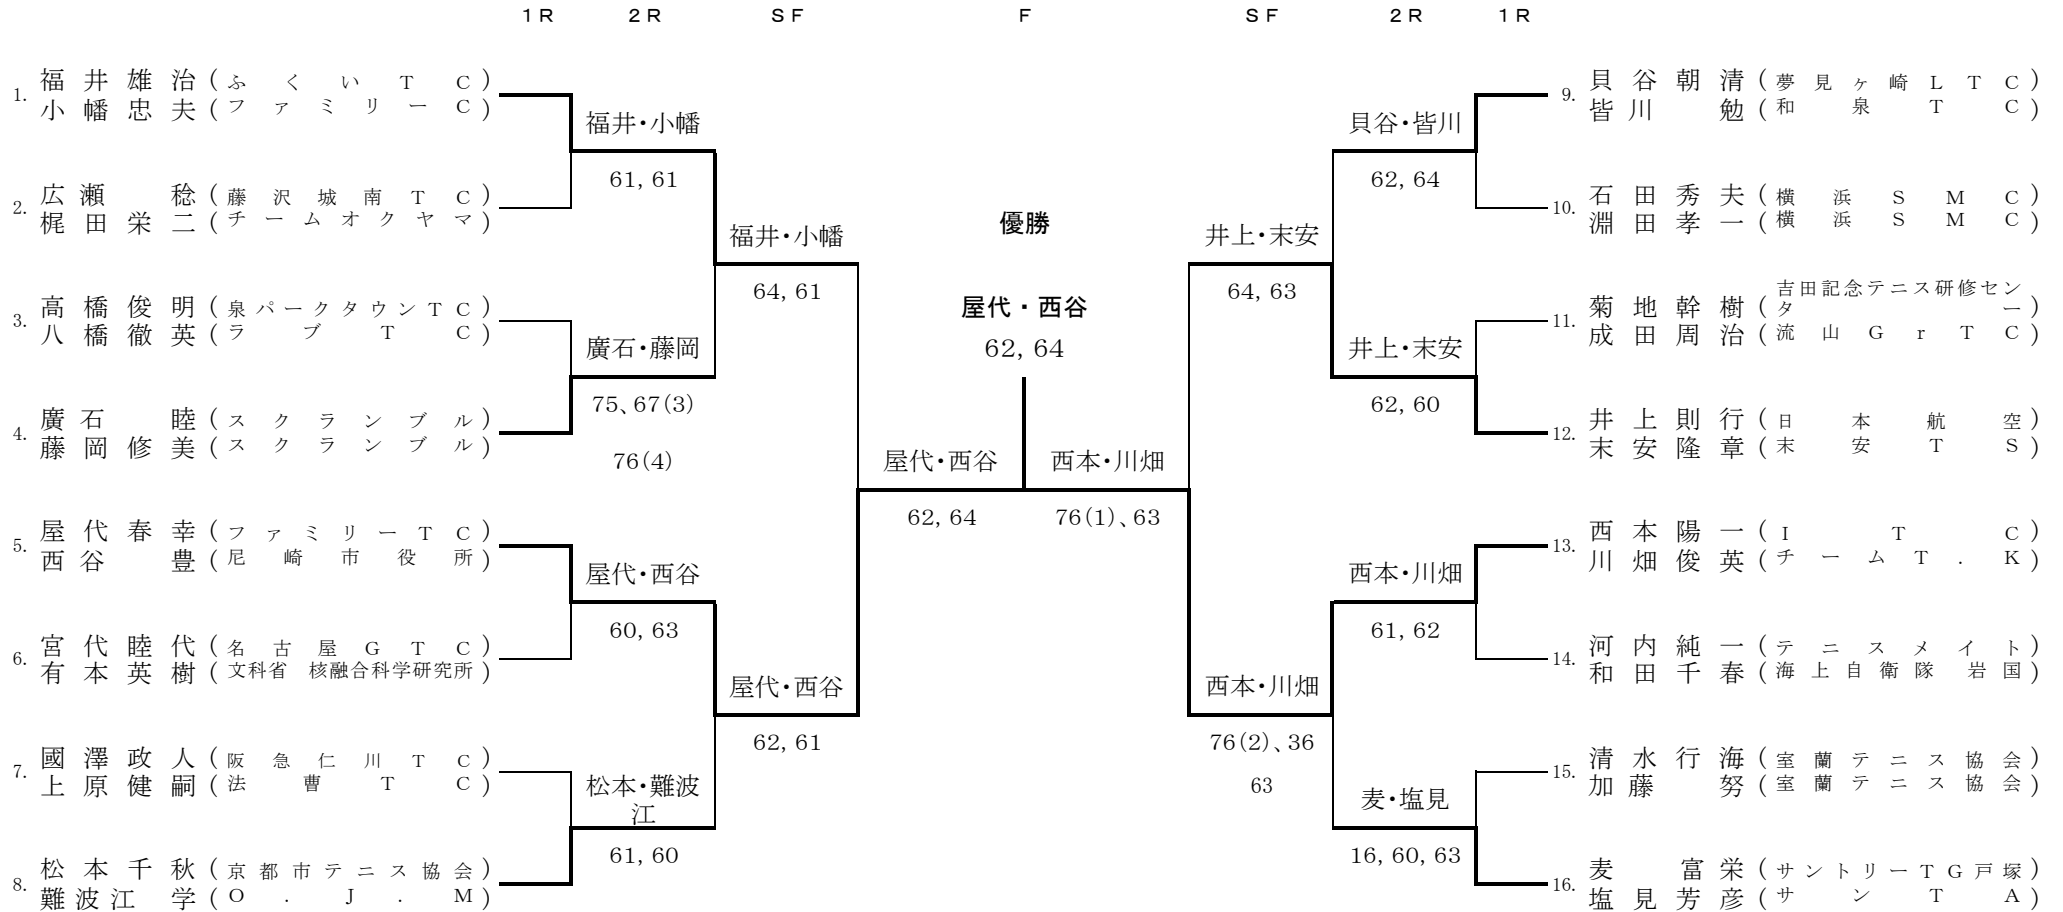 1R 2R SF F SF 2R 1R
1. 福井雄治(ふくいTC)
小幡忠夫(ファミリーC)
2. 広瀬 稔(藤沢城南TC)
梶田栄二(チームオクヤマ)
3. 高橋俊明(泉パークタウンTC)
八橋徹英(ラブTC)
4. 廣石 睦(スクランブル)
藤岡修美(スクランブル)
5. 屋代春幸(ファミリーTC)
西谷 豊(尼崎市役所)
6. 宮代睦代(名古屋GTC)
有本英樹(文科省 核融合科学研究所)
7. 國澤政人(阪急仁川TC)
上原健嗣(法曹TC)
8. 松本千秋(京都市テニス協会)
難波江 学(O.J.M)
福井・小幡
61, 61
廣石・藤岡
75、67(3)
76(4)
屋代・西谷
60, 63
松本・難波
江
61, 60
福井・小幡
64, 61
屋代・西谷
62, 61
優勝
屋代・西谷
62, 64
屋代・西谷
62, 64
西本・川畑
76(1)、63
井上・末安
64, 63
西本・川畑
76(2)、36
63
貝谷・皆川
62, 64
井上・末安
62, 60
西本・川畑
61, 62
麦・塩見
16, 60, 63
9. 貝谷朝清(夢見ヶ崎LTC)
皆川 勉(和泉TC)
10. 石田秀夫(横浜SMC)
淵田孝一(横浜SMC)
11. 菊地幹樹(吉田記念テニス研修セン
ター)
成田周治(流山GrTC)
12. 井上則行(日本航空)
末安隆章(末安TS)
13. 西本陽一(ITC)
川畑俊英(チームT.K)
14. 河内純一(テニスメイト)
和田千春(海上自衛隊 岩国)
15. 清水行海(室蘭テニス協会)
加藤 努(室蘭テニス協会)
16. 麦 富栄(サントリーTG戸塚)
塩見芳彦(サンTA)